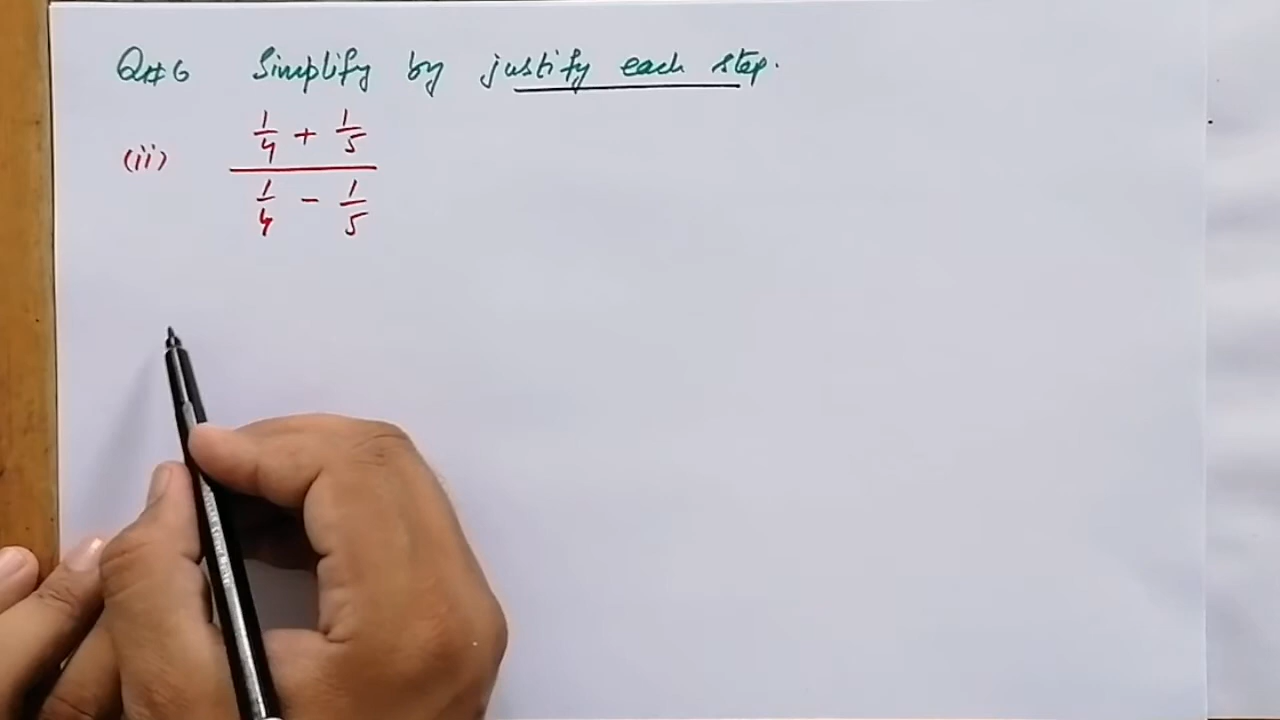 Q#6 Simplify by justify each step.
(ii) 1/4 + 1/5
1/4 - 1/5